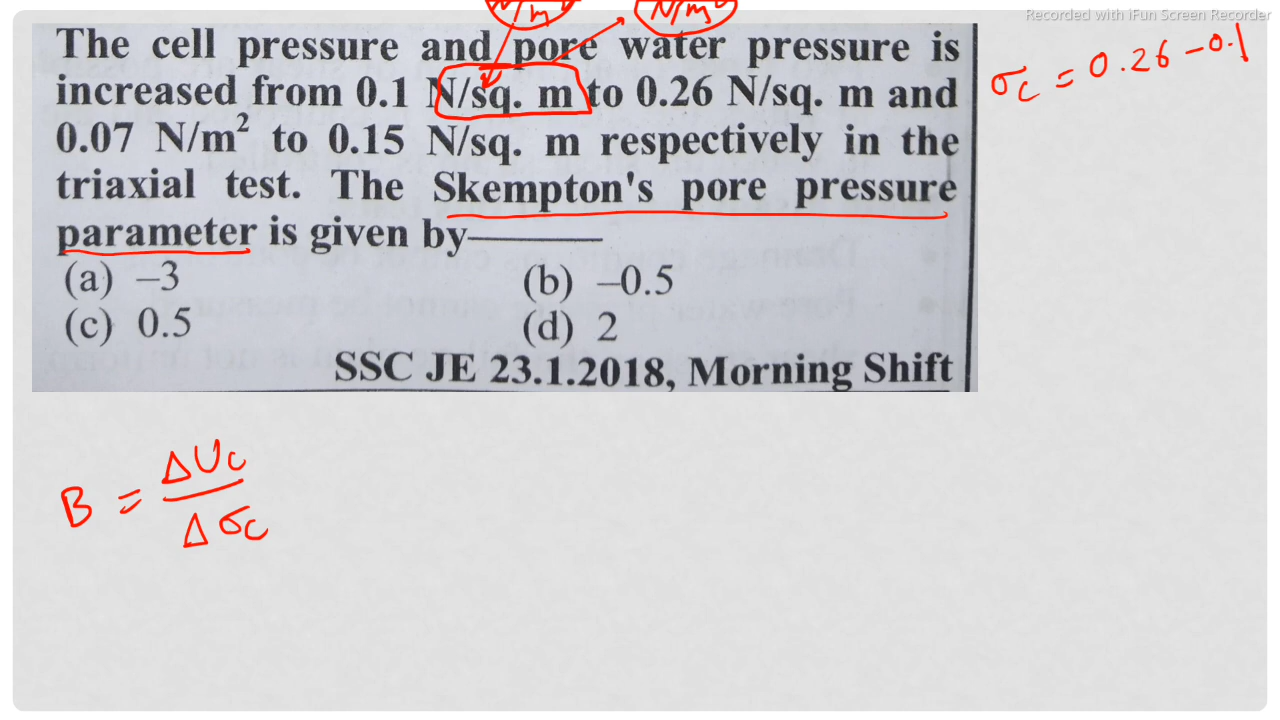 N/m²
Recorded with iFun Screen Recorder
The cell pressure and pore water pressure is
increased from 0.1 N/sq. m to 0.26 N/sq. m and
0.07 N/m² to 0.15 N/sq. m respectively in the
triaxial test. The Skempton's pore pressure
parameter is given by————
(a) –3 (b) –0.5
(c) 0.5 (d) 2
SSC JE 23.1.2018, Morning Shift
σc = 0.26 - 0.1
B = ΔUc
Δσc